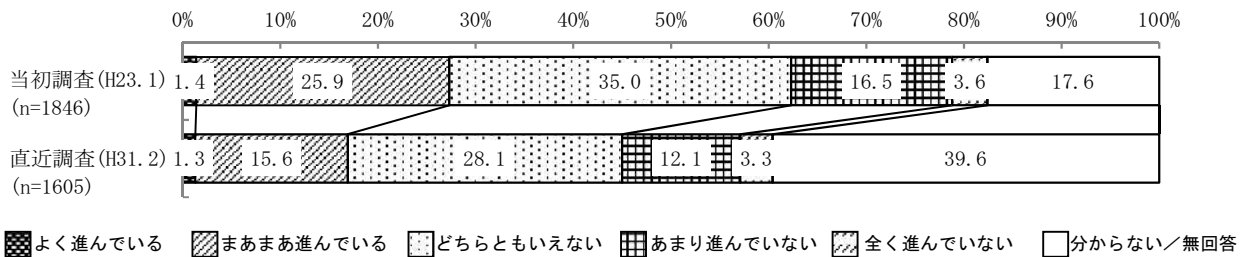 0% 10% 20% 30% 40% 50% 60% 70% 80% 90% 100%
当初調査(H23.1) 1.4 25.9 35.0 16.5 3.6 17.6
(n=1846)
直近調査(H31.2) 1.3 15.6 28.1 12.1 3.3 39.6
(n=1605)
よく進んでいる まあまあ進んでいる どちらともいえない あまり進んでいない 全く進んでいない 分からない／無回答